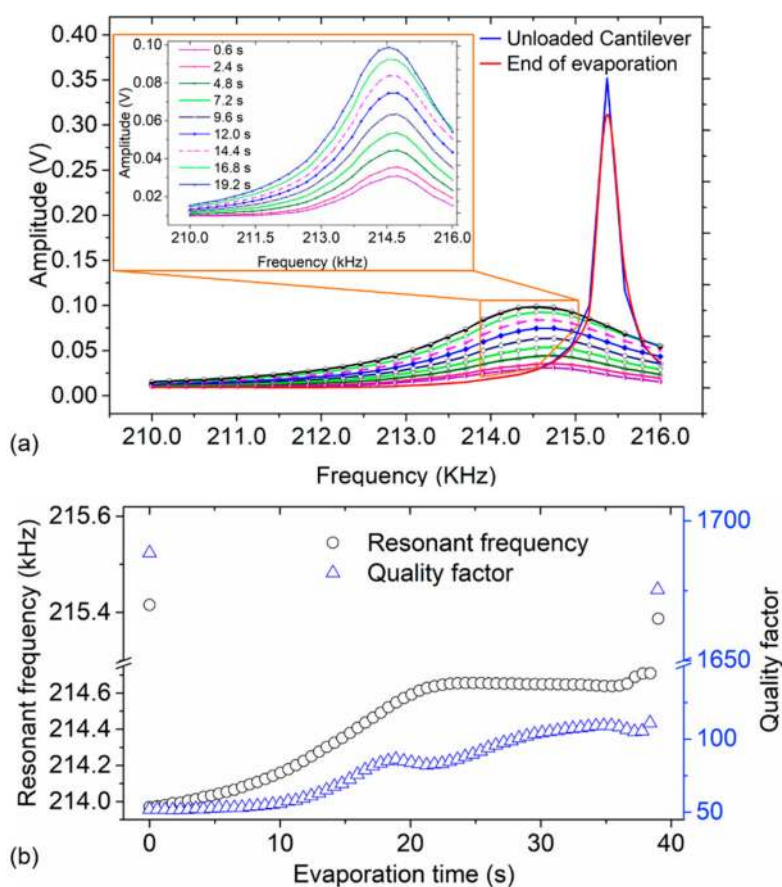 0.40
0.35
0.30
0.25
0.20
0.15
0.10
0.05
0.00
Amplitude (V)
210.0 211.0 212.0 213.0 214.0 215.0 216.0
Frequency (KHz)
(a)
Unloaded Cantilever
End of evaporation
0.10
0.08
0.06
0.04
0.02
Amplitude (V)
0.6 s
2.4 s
4.8 s
7.2 s
9.6 s
12.0 s
14.4 s
16.8 s
19.2 s
210.0 211.5 213.0 214.5 216.0
Frequency (kHz)
215.6
215.4
214.6
214.4
214.2
214.0
Resonant frequency (kHz)
Resonant frequency
Quality factor
1700
1650
100
50
Quality factor
0 10 20 30 40
Evaporation time (s)
(b)